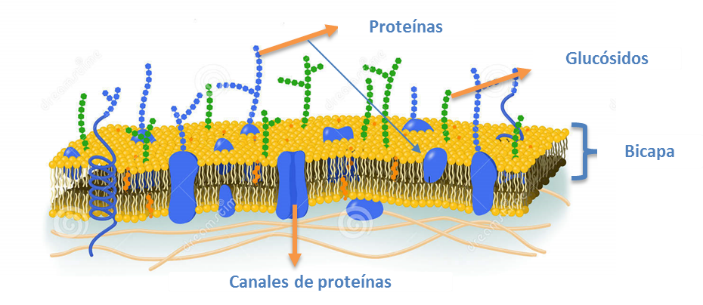 Proteínas
Glucósidos
Bicapa
Canales de proteínas